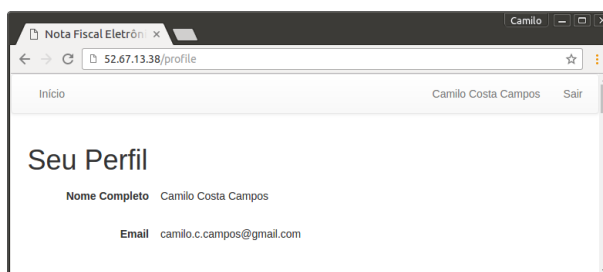 Camilo
Nota Fiscal Eletrôni
52.67.13.38/profile
Início Camilo Costa Campos Sair
Seu Perfil
Nome Completo Camilo Costa Campos
Email camilo.c.campos@gmail.com